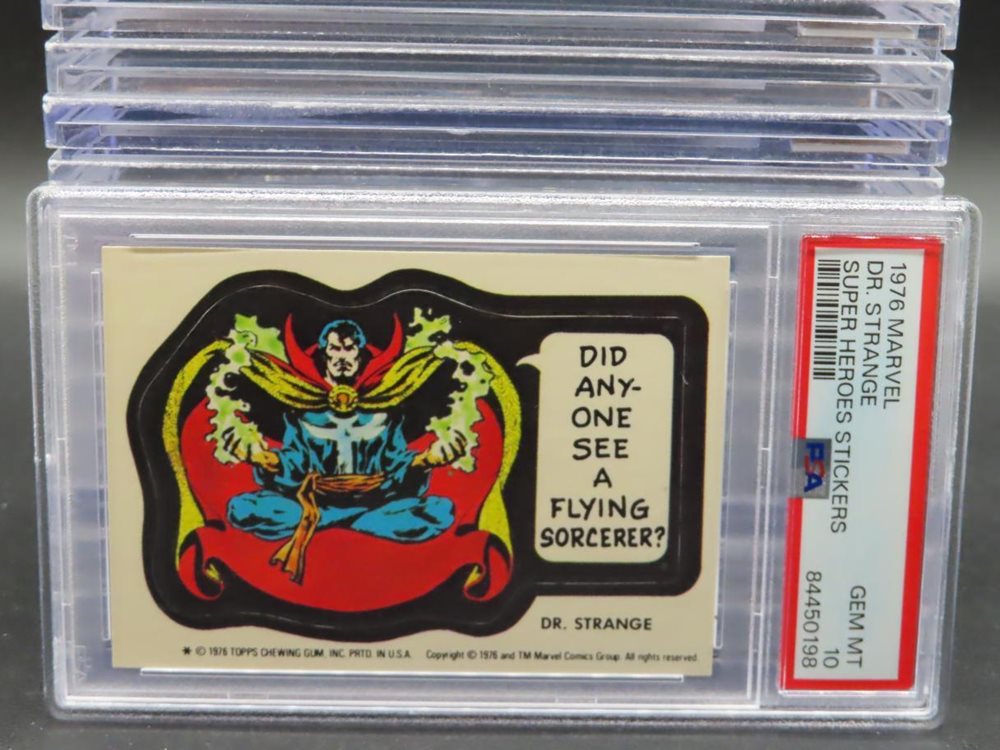 DID
ANY-
ONE
SEE
A
FLYING
SORCERER?
DR. STRANGE
* © 1976 TOPPS CHEWING GUM, INC. PRTD. IN U.S.A. Copyright © 1976 and TM Marvel Comics Group. All rights reserved.
1976 MARVEL
DR. STRANGE
SUPER HEROES STICKERS
PSA
GEM MT
10
84450198